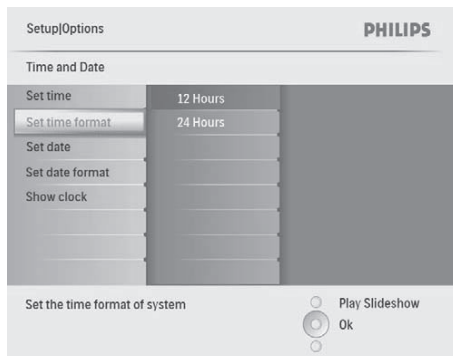 Setup|Options
PHILIPS
Time and Date
Set time
12 Hours
Set time format
24 Hours
Set date
Set date format
Show clock
Set the time format of system
Play Slideshow
Ok